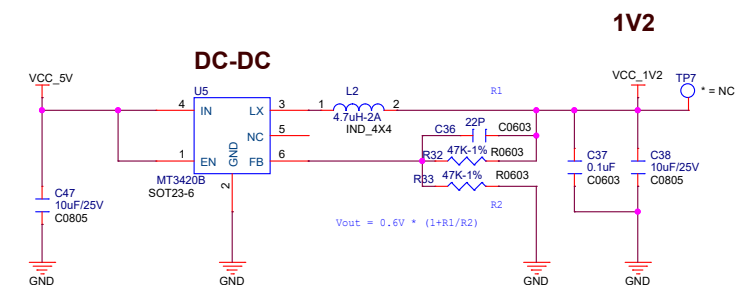 1V2
DC-DC
VCC_5V
U5
L2
R1
VCC_1V2
TP7
* = NC
4 IN LX 3
1 2
4.7uH-2A
IND_4X4
NC 5
C36 22P C0603
1 EN GND FB 6
R32 47K-1% R0603
R33 47K-1% R0603
MT3420B
SOT23-6
2
C37
0.1uF
C0603
C38
10uF/25V
C0805
C47
10uF/25V
C0805
R2
Vout = 0.6V * (1+R1/R2)
GND
GND
GND
GND